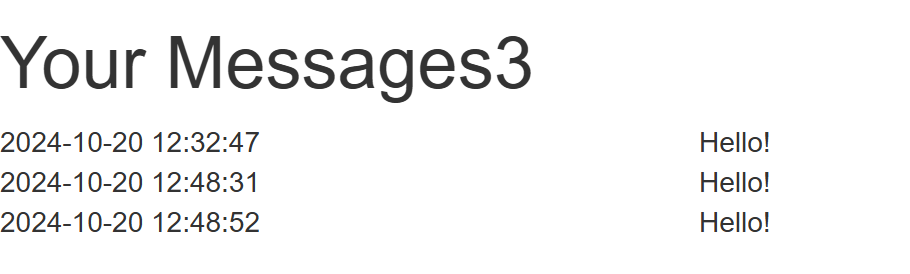 Your Messages3
2024-10-20 12:32:47 Hello!
2024-10-20 12:48:31 Hello!
2024-10-20 12:48:52 Hello!